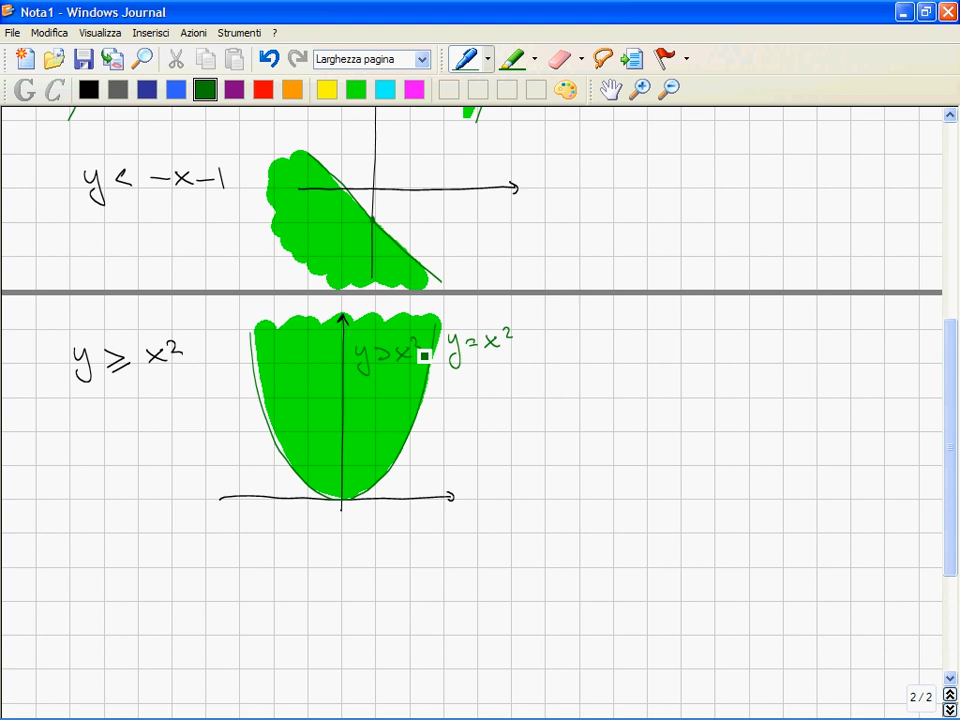 Nota1 - Windows Journal
File Modifica Visualizza Inserisci Azioni Strumenti ?
Larghezza pagina
G C
y < -x-1
y ≥ x²
y > x²
y = x²
2 / 2